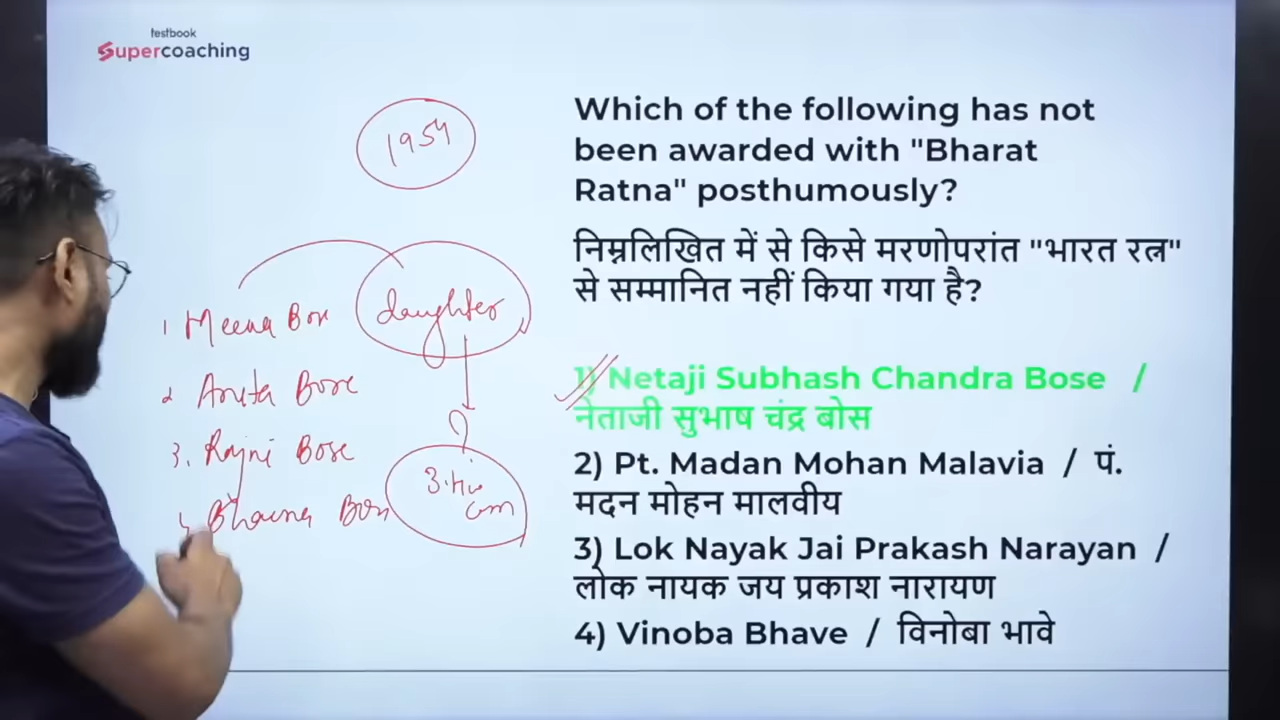 testbook
Supercoaching
1954
daughter
1 Meena Bose
2 Anita Bose
3. Rajni Bose
4 Bhavna Bose
3. tic
Which of the following has not
been awarded with "Bharat
Ratna" posthumously?
निम्नलिखित में से किसे मरणोपरांत "भारत रत्न"
से सम्मानित नहीं किया गया है?
1) Netaji Subhash Chandra Bose /
नेताजी सुभाष चंद्र बोस
2) Pt. Madan Mohan Malavia / पं.
मदन मोहन मालवीय
3) Lok Nayak Jai Prakash Narayan /
लोक नायक जय प्रकाश नारायण
4) Vinoba Bhave / विनोबा भावे